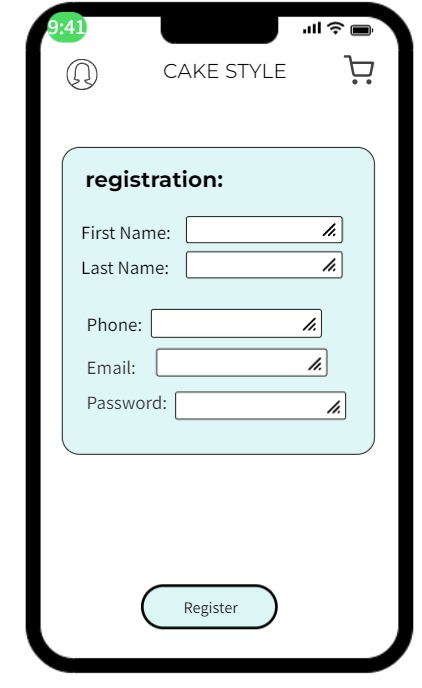 9:41
CAKE STYLE
registration:
First Name:
Last Name:
Phone:
Email:
Password:
Register